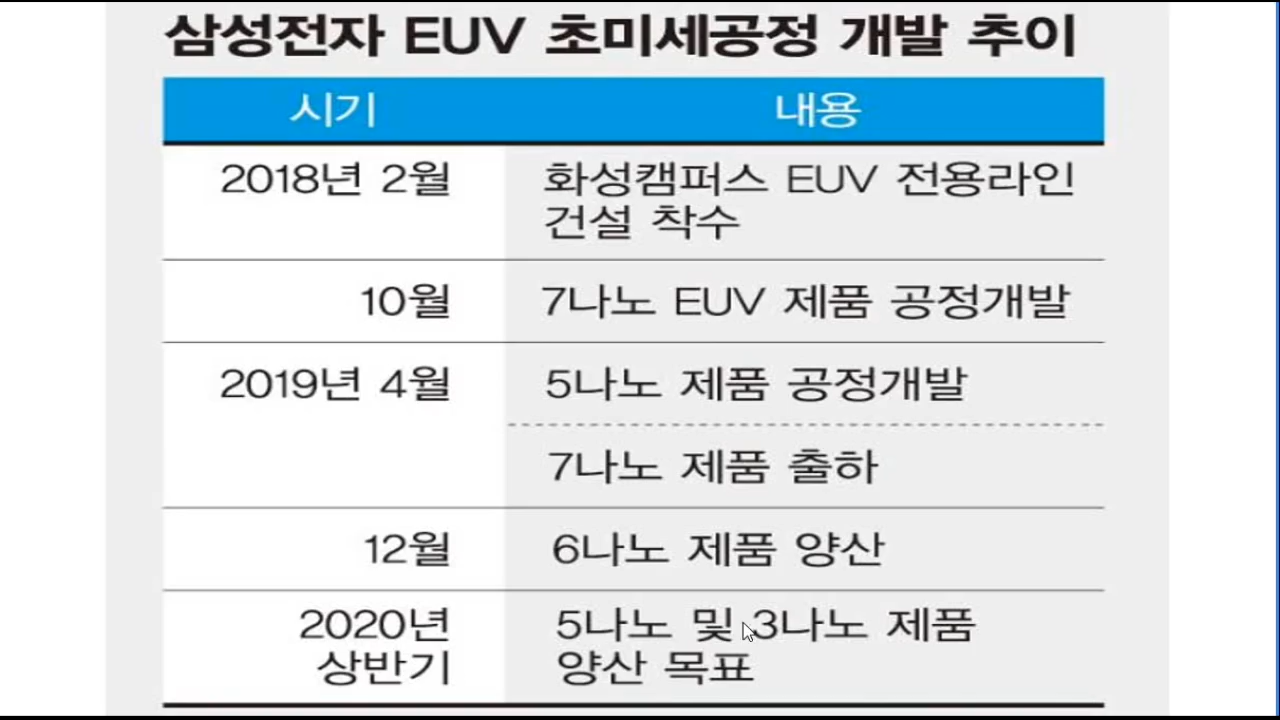 삼성전자 EUV 초미세공정 개발 추이
시기 내용
2018년 2월 화성캠퍼스 EUV 전용라인
건설 착수
10월 7나노 EUV 제품 공정개발
2019년 4월 5나노 제품 공정개발
7나노 제품 출하
12월 6나노 제품 양산
2020년 5나노 및 3나노 제품
상반기 양산 목표